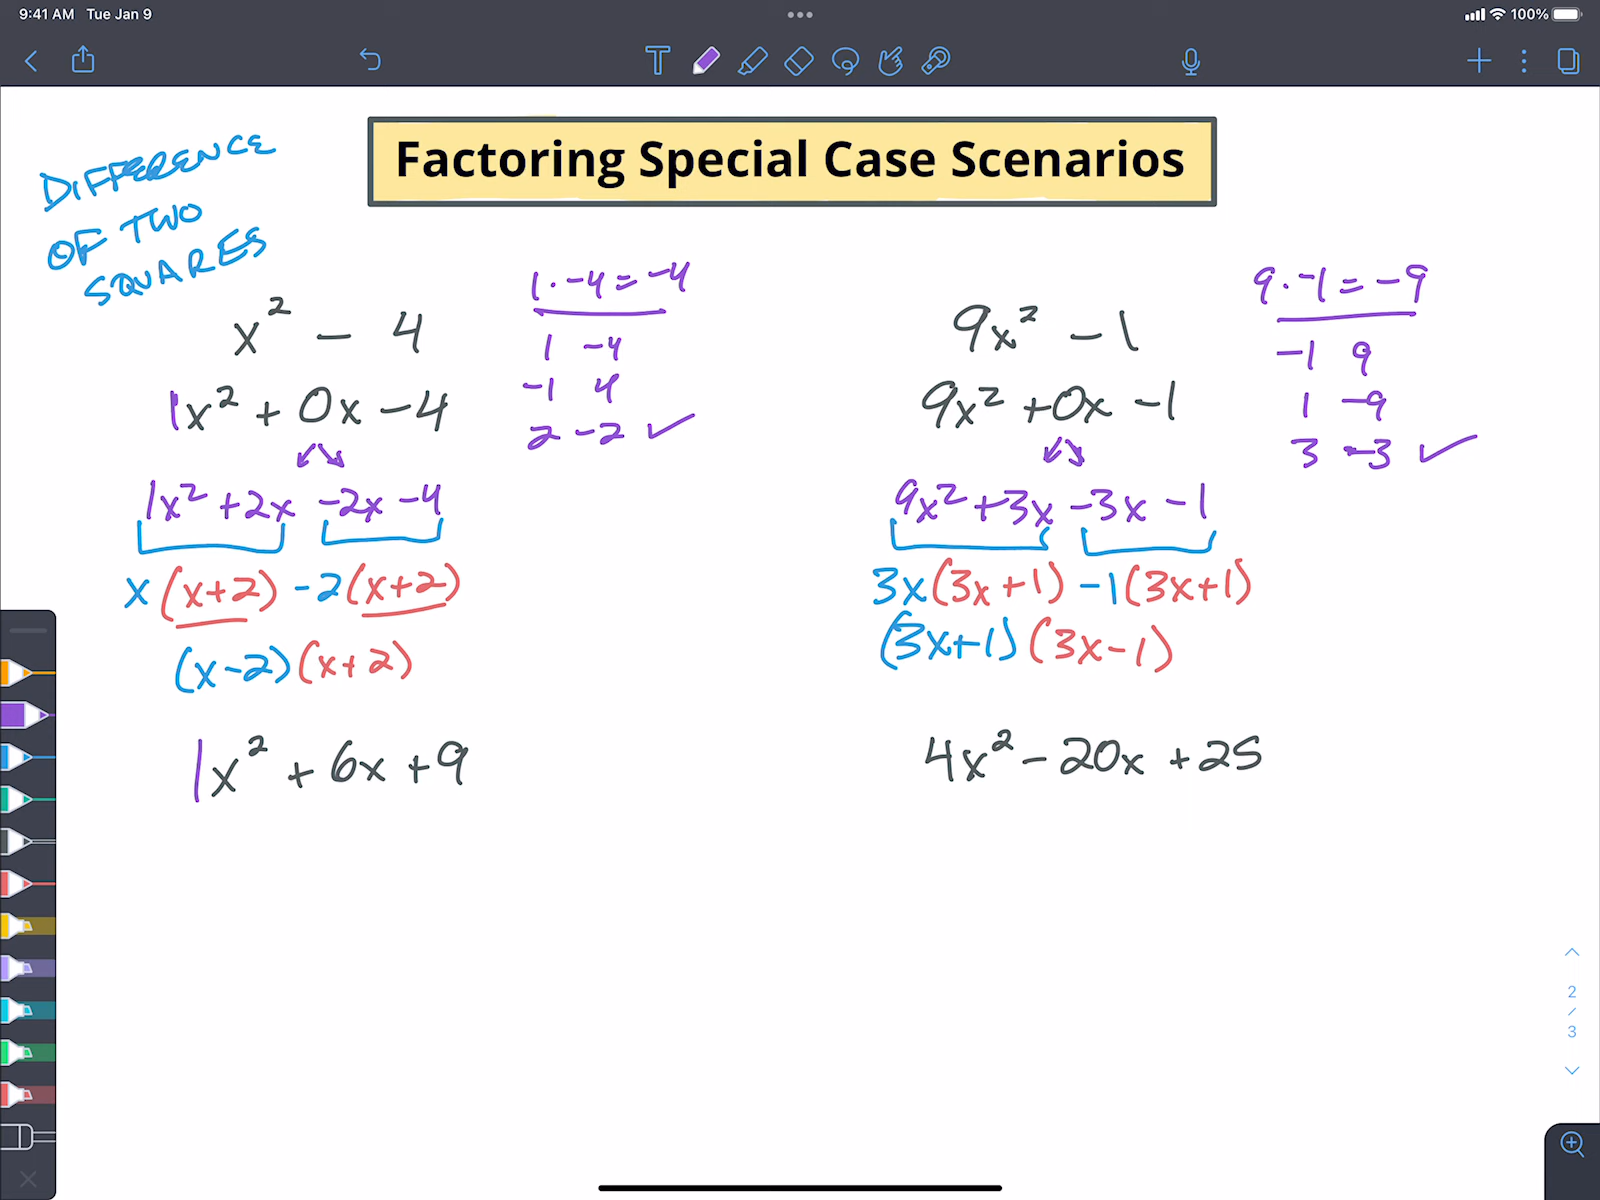 9:41 AM Tue Jan 9
100%
Factoring Special Case Scenarios
DIFFERENCE
OF TWO
SQUARES
x² - 4
1x² + 0x - 4
1x² + 2x - 2x - 4
x(x+2) - 2(x+2)
(x-2)(x+2)
1 · -4 = -4
1 -4
-1 4
2 -2 ✓
9x² - 1
9x² + 0x - 1
9x² + 3x - 3x - 1
3x(3x+1) - 1(3x+1)
(3x+1)(3x-1)
9 · -1 = -9
-1 9
1 -9
3 -3 ✓
1x² + 6x + 9
4x² - 20x + 25
2
/
3